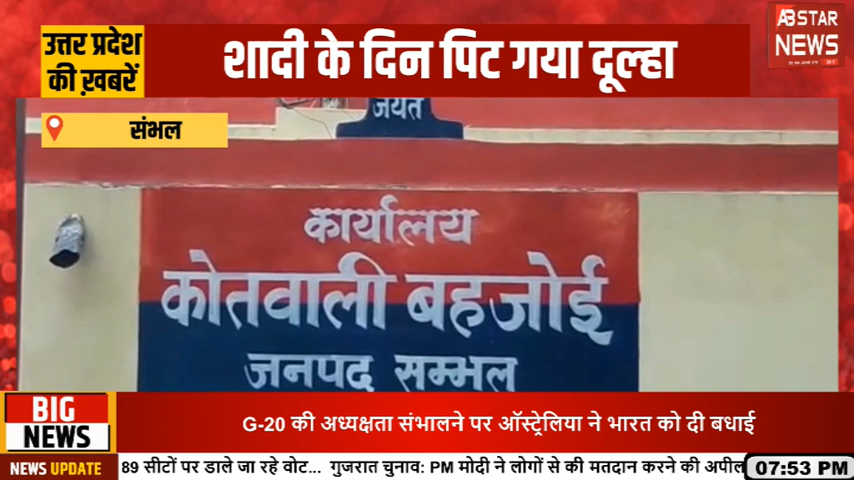 उत्तर प्रदेश
की ख़बरें
शादी के दिन पिट गया दूल्हा
AB STAR
NEWS
संभल
जयते
कार्यालय
कोतवाली बहजोई
जनपद सम्भल
BIG
NEWS
G-20 की अध्यक्षता संभालने पर ऑस्ट्रेलिया ने भारत को दी बधाई
NEWS UPDATE
89 सीटों पर डाले जा रहे वोट... गुजरात चुनाव: PM मोदी ने लोगों से की मतदान करने की अपील
07:53 PM